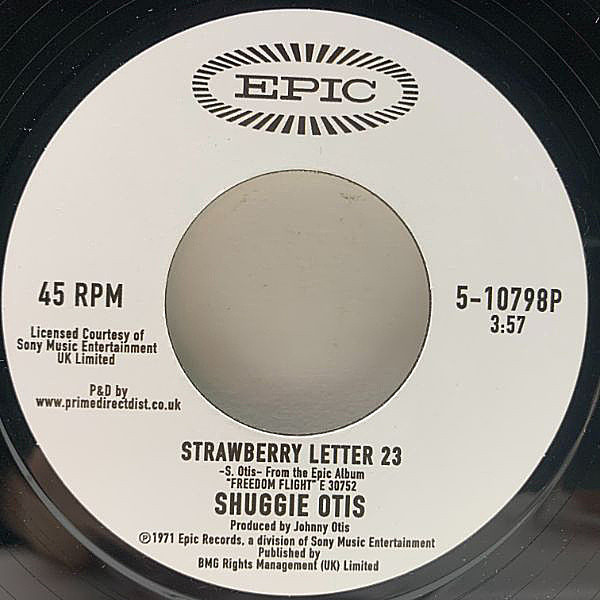 EPIC
45 RPM
5-10798P
3:57
Licensed Courtesy of
Sony Music Entertainment
UK Limited
P&D by
www.primedirectdist.co.uk
STRAWBERRY LETTER 23
-S. Otis- From the Epic Album
"FREEDOM FLIGHT" E 30752
SHUGGIE OTIS
Produced by Johnny Otis
℗1971 Epic Records, a division of Sony Music Entertainment
Published by
BMG Rights Management (UK) Limited